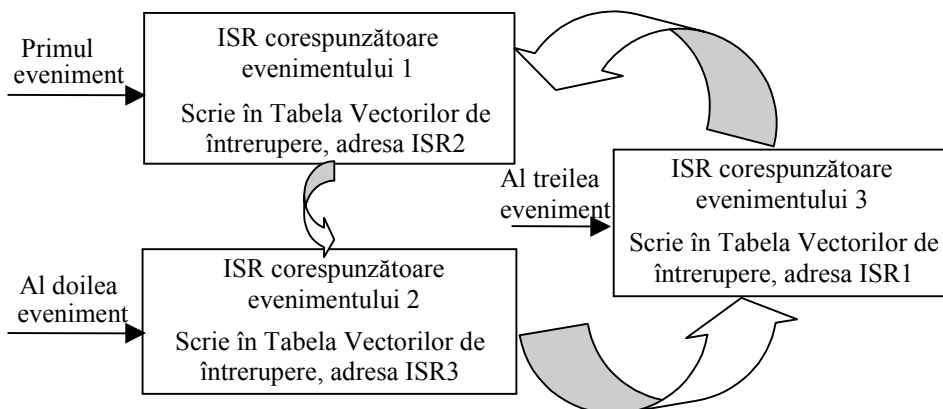 Primul
eveniment
ISR corespunzătoare
evenimentului 1
Scrie în Tabela Vectorilor de
întrerupere, adresa ISR2
Al treilea
eveniment
ISR corespunzătoare
evenimentului 3
Scrie în Tabela Vectorilor de
întrerupere, adresa ISR1
Al doilea
eveniment
ISR corespunzătoare
evenimentului 2
Scrie în Tabela Vectorilor de
întrerupere, adresa ISR3